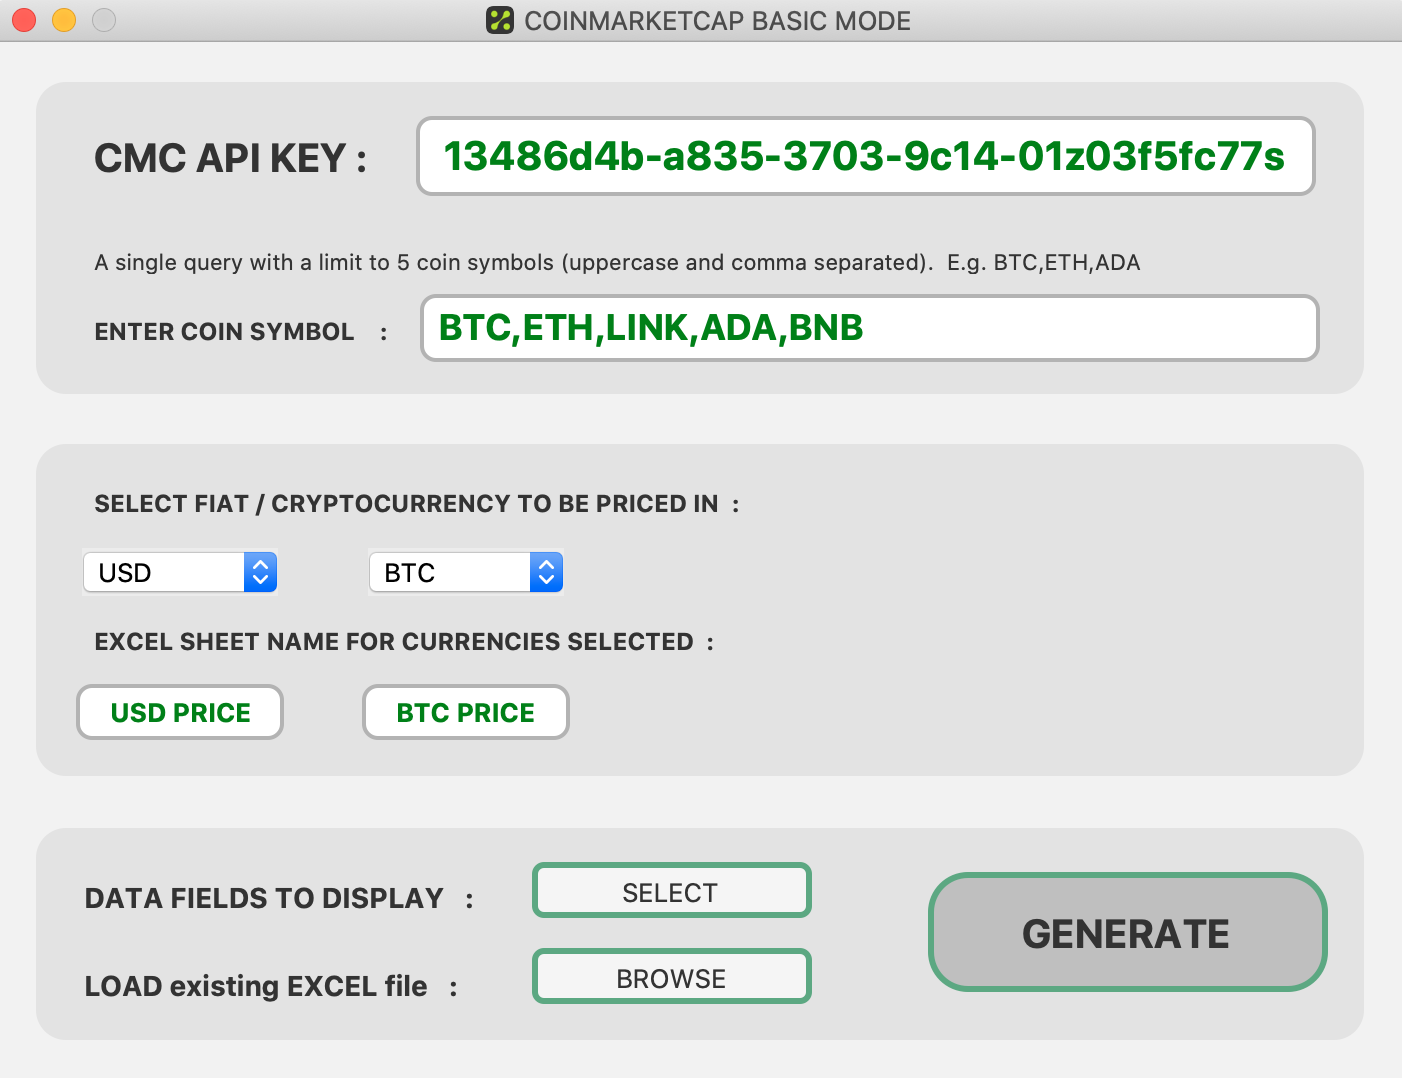 COINMARKETCAP BASIC MODE
CMC API KEY : 13486d4b-a835-3703-9c14-01z03f5fc77s
A single query with a limit to 5 coin symbols (uppercase and comma separated). E.g. BTC,ETH,ADA
ENTER COIN SYMBOL : BTC,ETH,LINK,ADA,BNB
SELECT FIAT / CRYPTOCURRENCY TO BE PRICED IN :
USD BTC
EXCEL SHEET NAME FOR CURRENCIES SELECTED :
USD PRICE BTC PRICE
DATA FIELDS TO DISPLAY : SELECT
GENERATE
LOAD existing EXCEL file : BROWSE